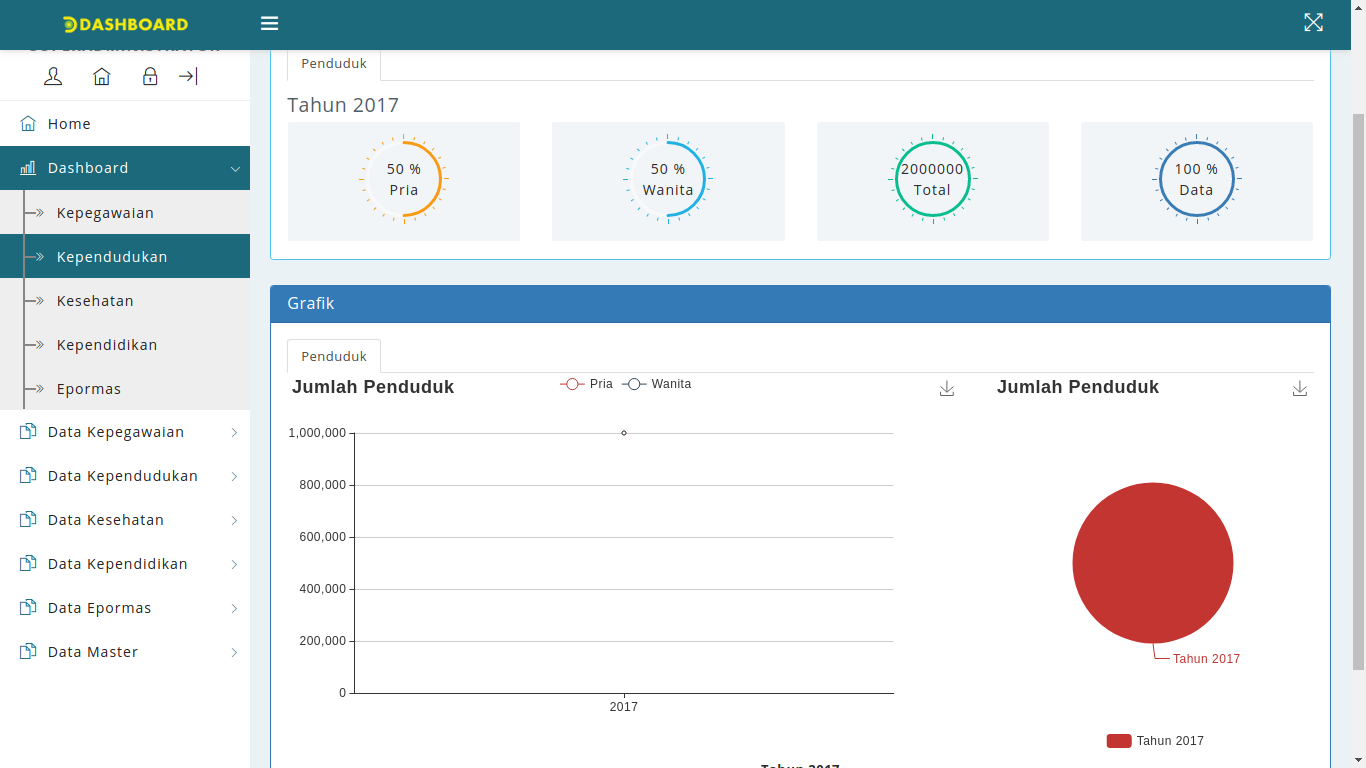 DASHBOARD
Home
Dashboard
Kepegawaian
Kependudukan
Kesehatan
Kependidikan
Epormas
Data Kepegawaian
Data Kependudukan
Data Kesehatan
Data Kependidikan
Data Epormas
Data Master
Penduduk
Tahun 2017
50 %
Pria
50 %
Wanita
2000000
Total
100 %
Data
Grafik
Penduduk
Jumlah Penduduk
Pria Wanita
1,000,000
800,000
600,000
400,000
200,000
0
2017
Jumlah Penduduk
Tahun 2017
Tahun 2017
Tahun 2017